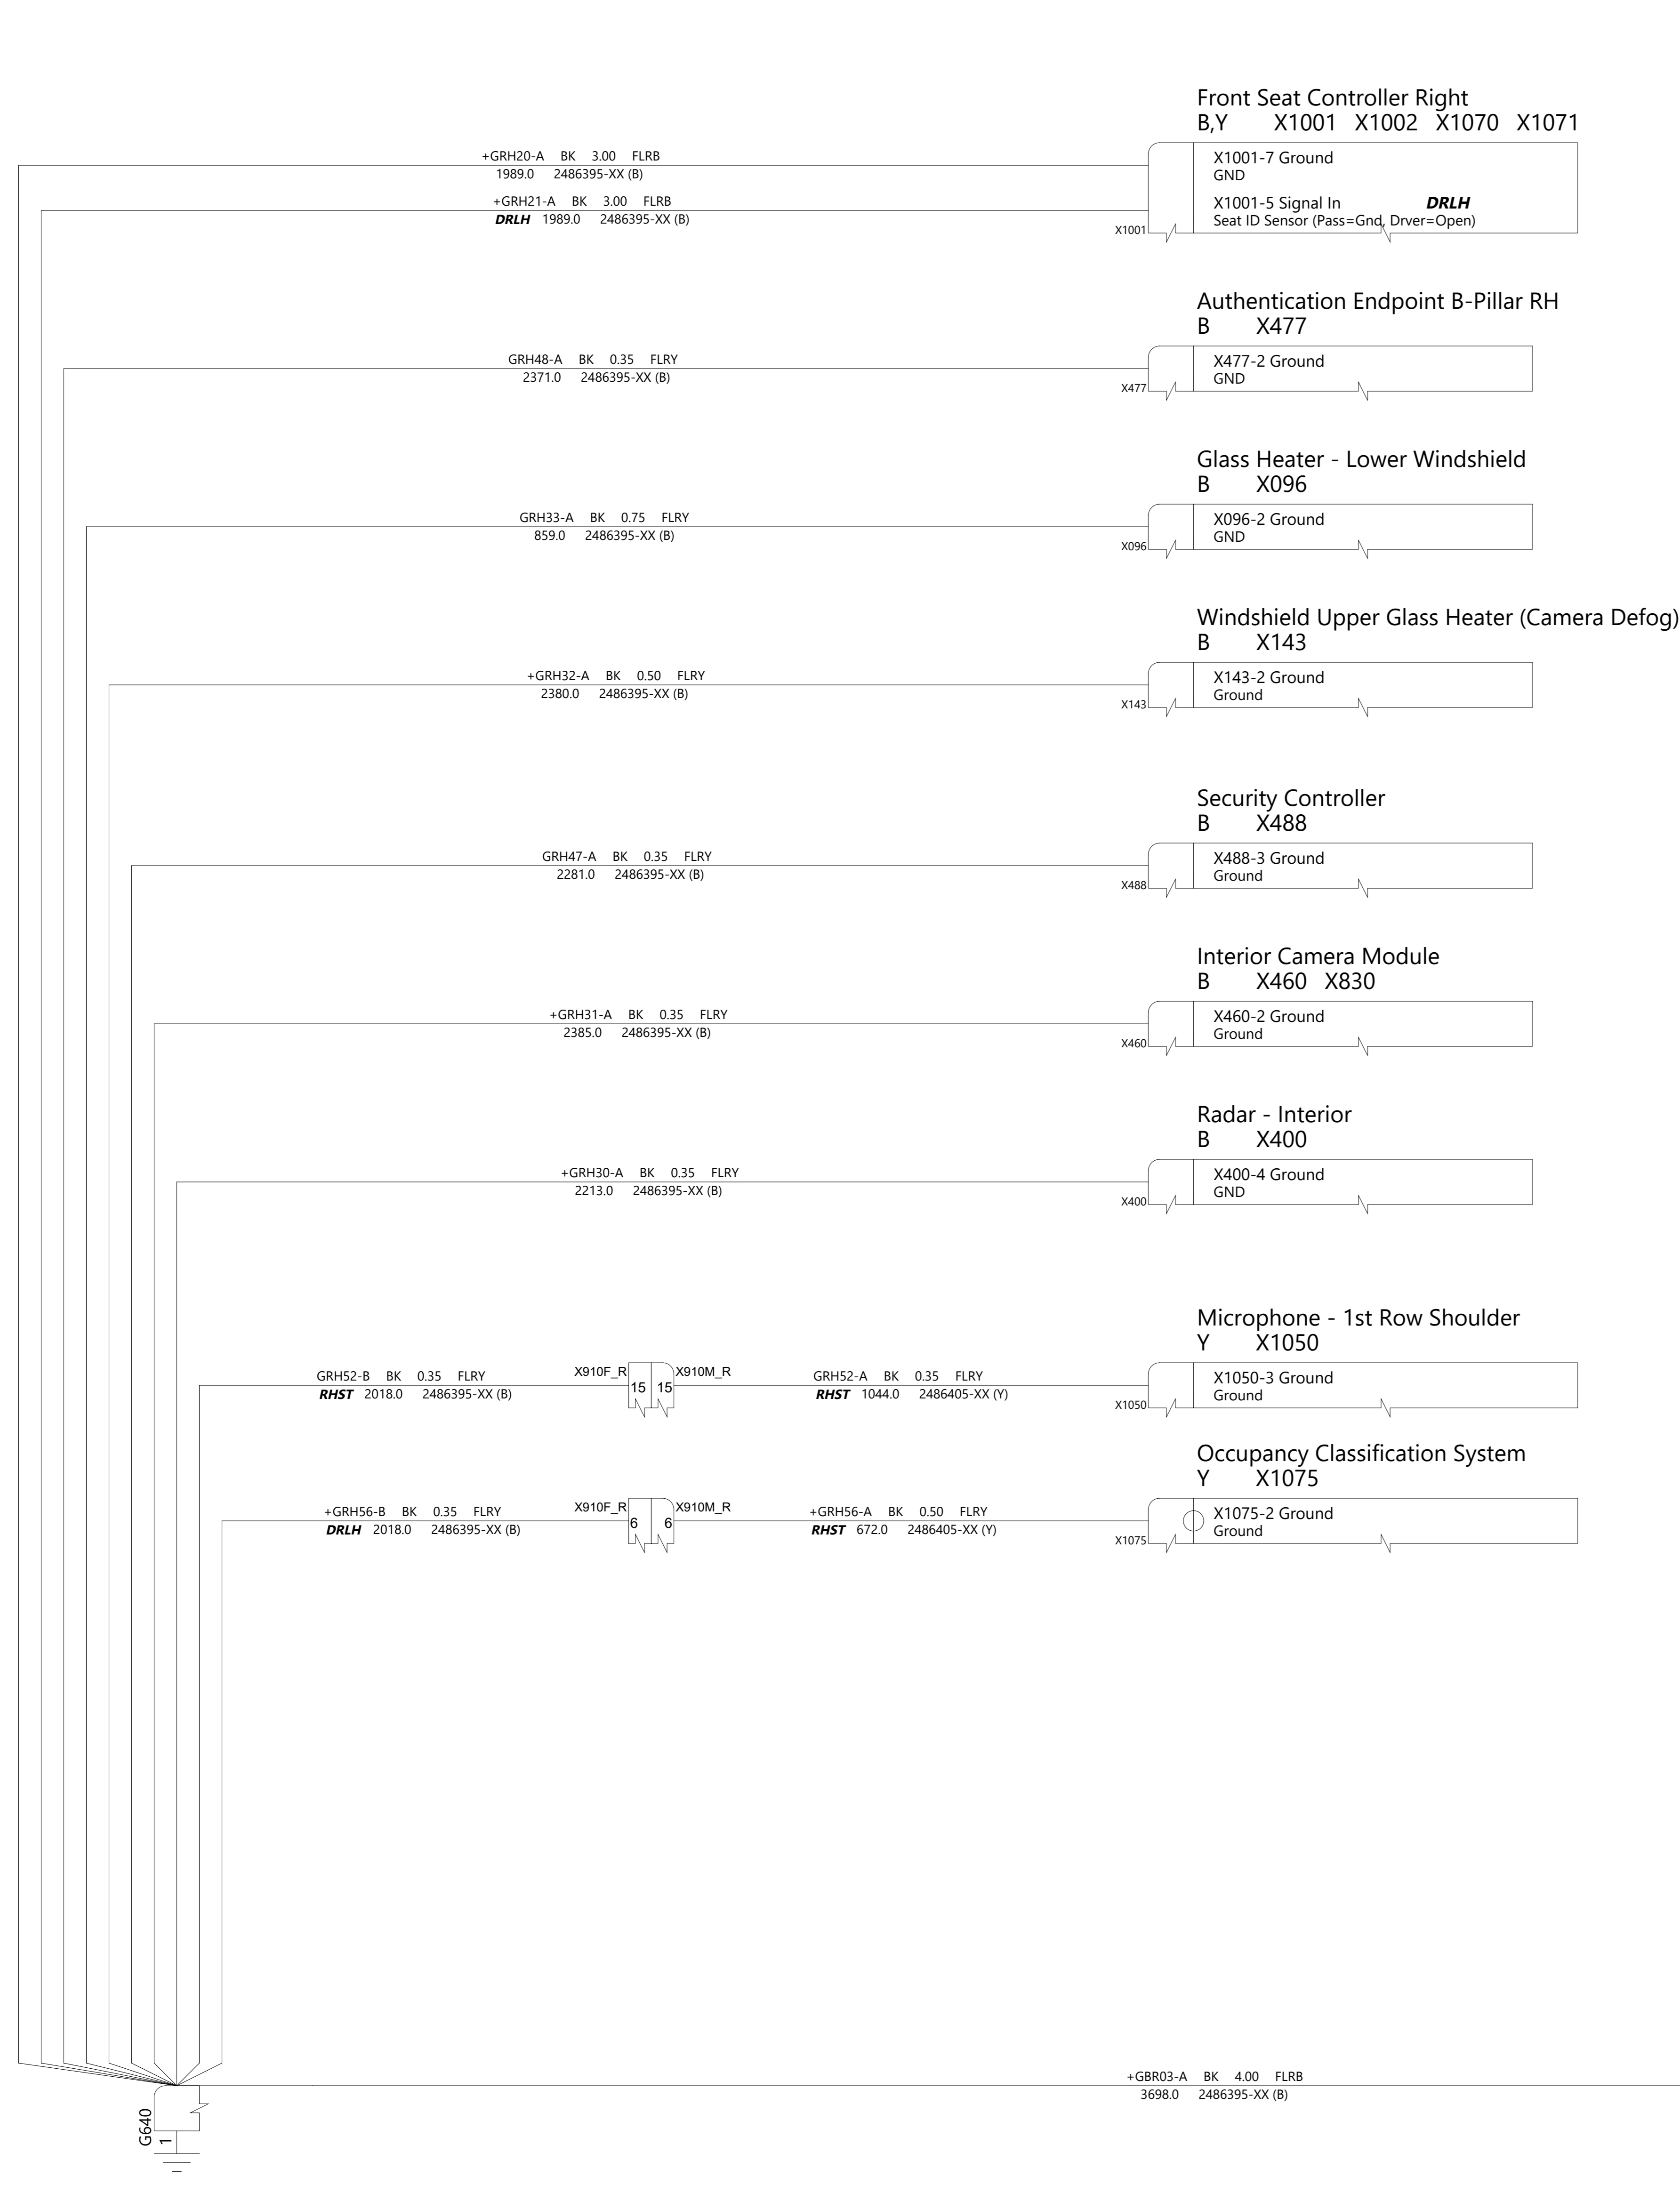 Front Seat Controller Right
B,Y X1001 X1002 X1070 X1071
+GRH20-A BK 3.00 FLRB
1989.0 2486395-XX (B)
X1001-7 Ground
GND
+GRH21-A BK 3.00 FLRB
DRLH 1989.0 2486395-XX (B)
X1001
X1001-5 Signal In DRLH
Seat ID Sensor (Pass=Gnd, Drver=Open)
Authentication Endpoint B-Pillar RH
B X477
GRH48-A BK 0.35 FLRY
2371.0 2486395-XX (B)
X477
X477-2 Ground
GND
Glass Heater - Lower Windshield
B X096
GRH33-A BK 0.75 FLRY
859.0 2486395-XX (B)
X096
X096-2 Ground
GND
Windshield Upper Glass Heater (Camera Defog)
B X143
+GRH32-A BK 0.50 FLRY
2380.0 2486395-XX (B)
X143
X143-2 Ground
Ground
Security Controller
B X488
GRH47-A BK 0.35 FLRY
2281.0 2486395-XX (B)
X488
X488-3 Ground
Ground
Interior Camera Module
B X460 X830
+GRH31-A BK 0.35 FLRY
2385.0 2486395-XX (B)
X460
X460-2 Ground
Ground
Radar - Interior
B X400
+GRH30-A BK 0.35 FLRY
2213.0 2486395-XX (B)
X400
X400-4 Ground
GND
Microphone - 1st Row Shoulder
Y X1050
GRH52-B BK 0.35 FLRY
RHST 2018.0 2486395-XX (B)
X910F_R 15 15 X910M_R
GRH52-A BK 0.35 FLRY
RHST 1044.0 2486405-XX (Y)
X1050
X1050-3 Ground
Ground
Occupancy Classification System
Y X1075
+GRH56-B BK 0.35 FLRY
DRLH 2018.0 2486395-XX (B)
X910F_R 6 6 X910M_R
+GRH56-A BK 0.50 FLRY
RHST 672.0 2486405-XX (Y)
X1075
X1075-2 Ground
Ground
+GBR03-A BK 4.00 FLRB
3698.0 2486395-XX (B)
G640
1